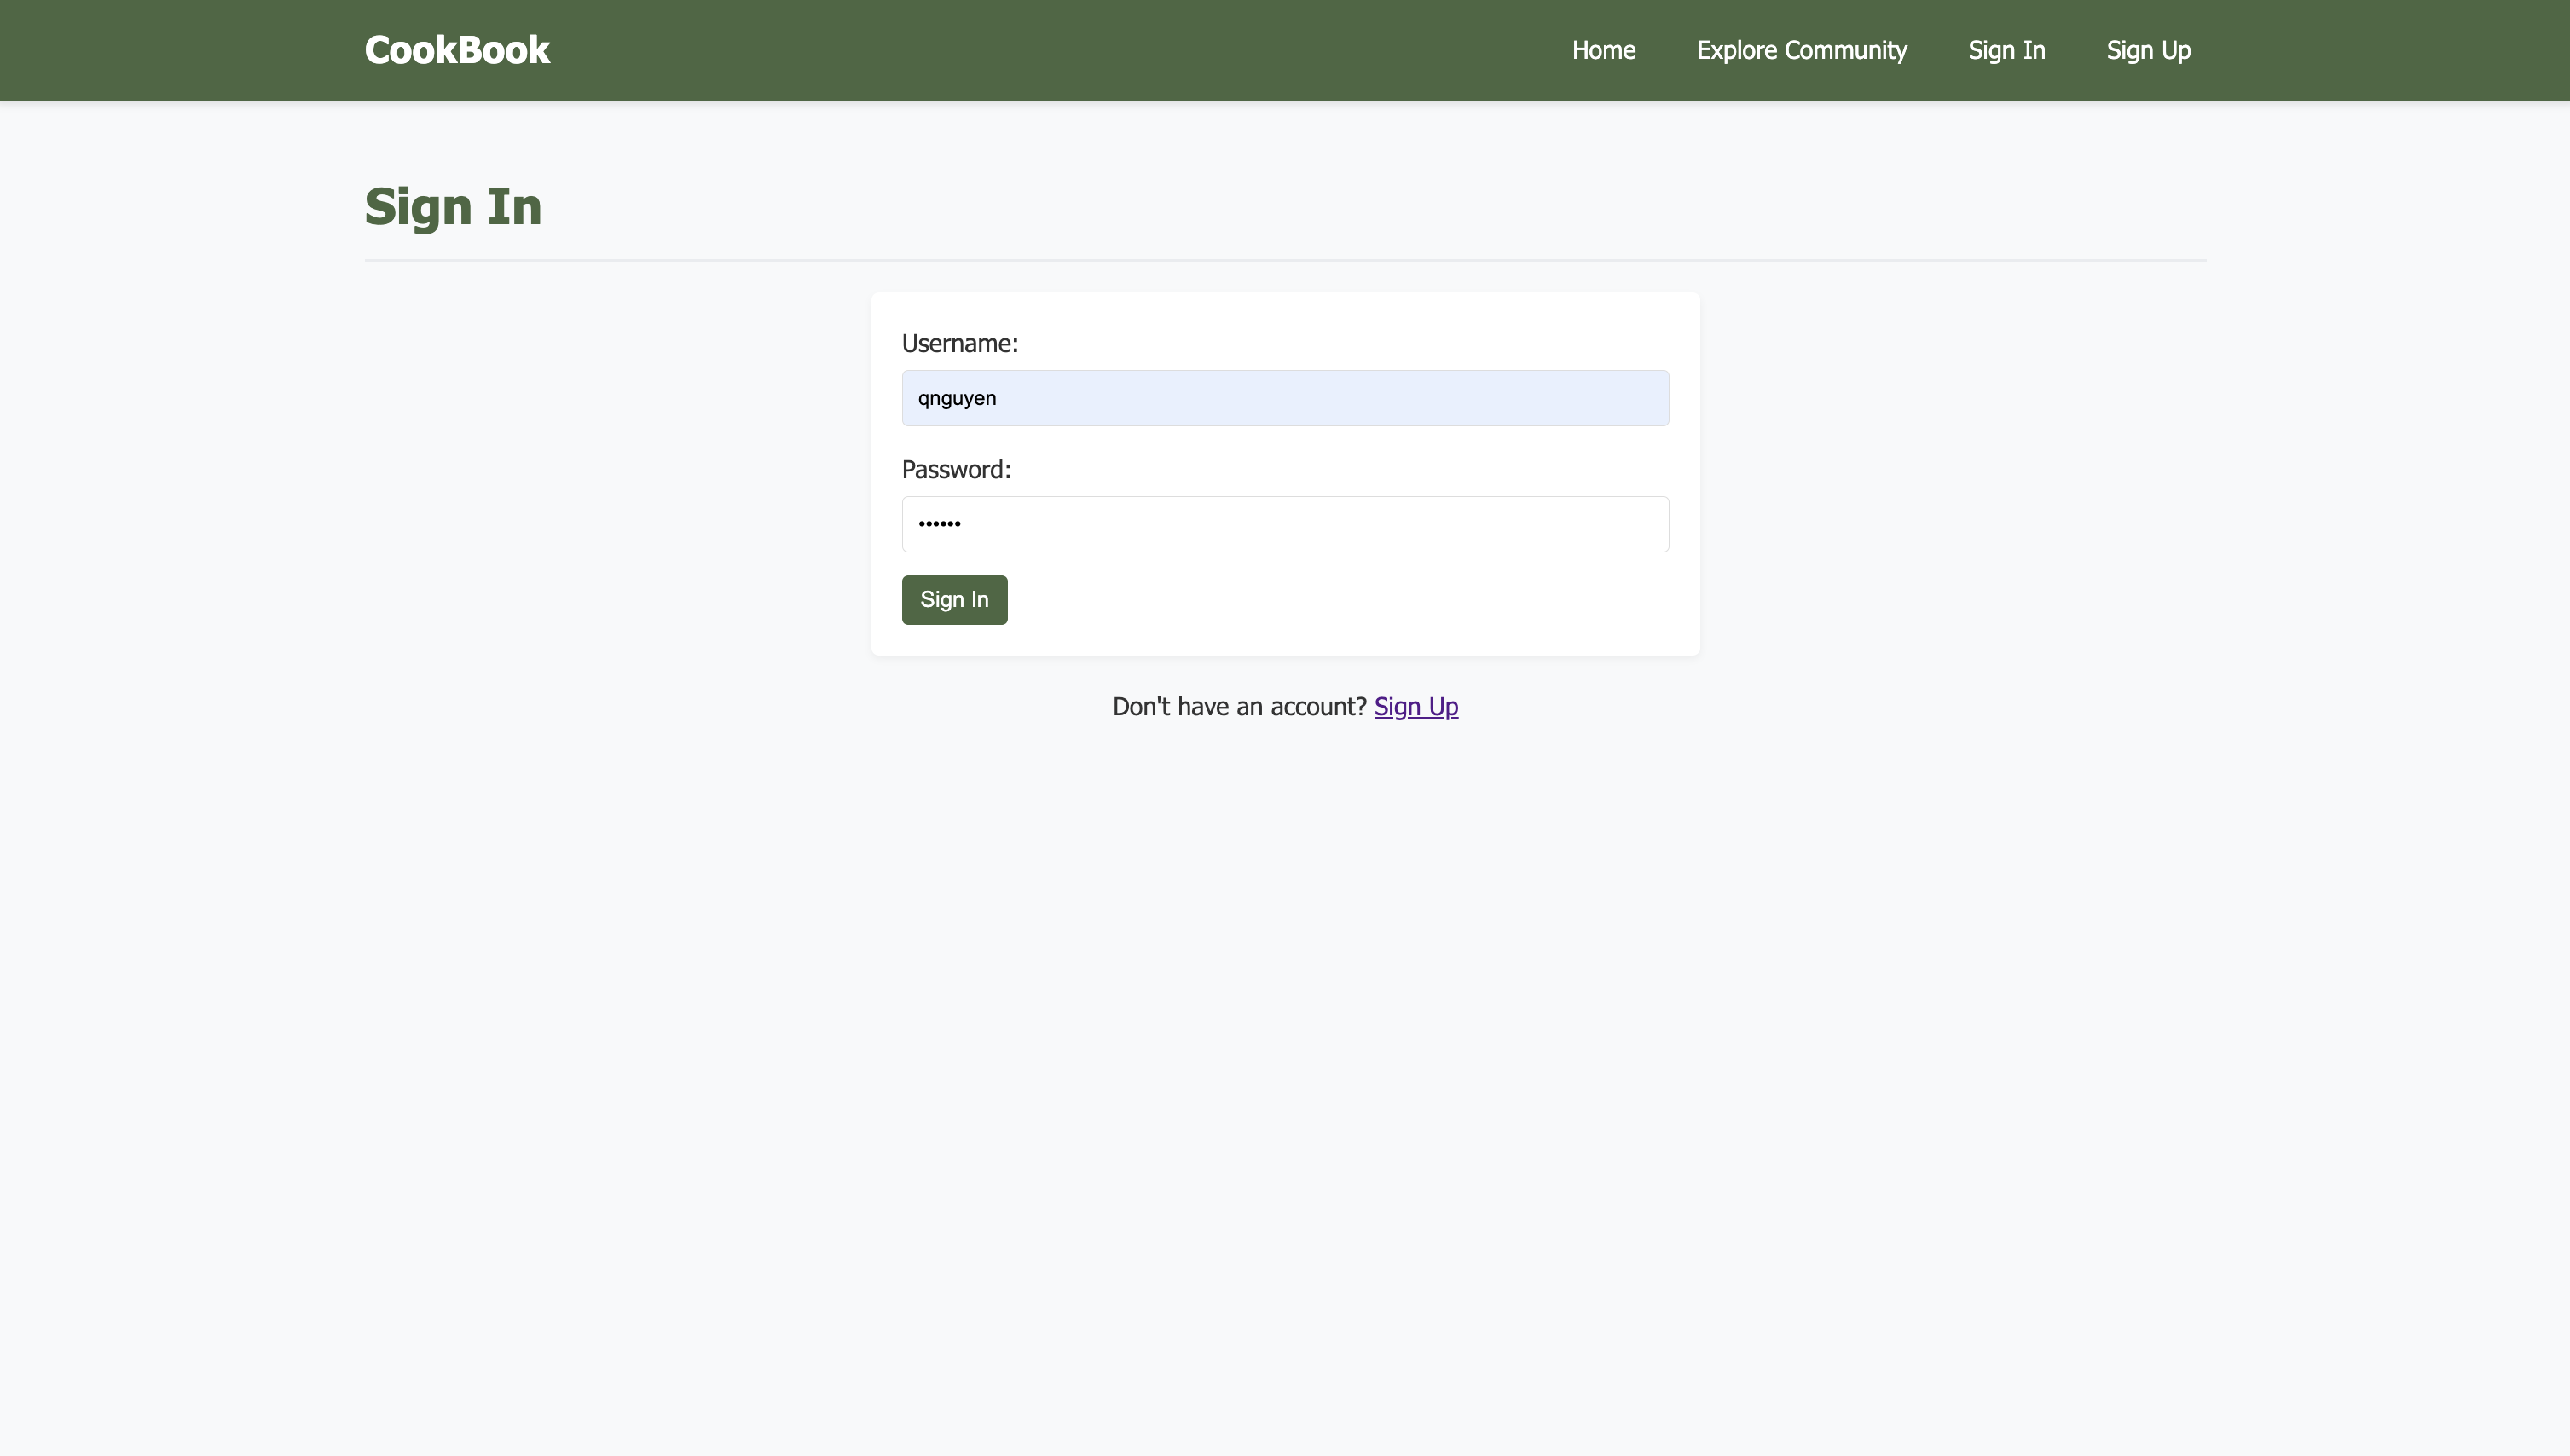 CookBook
Home Explore Community Sign In Sign Up
Sign In
Username:
qnguyen
Password:
••••••
Sign In
Don't have an account? Sign Up